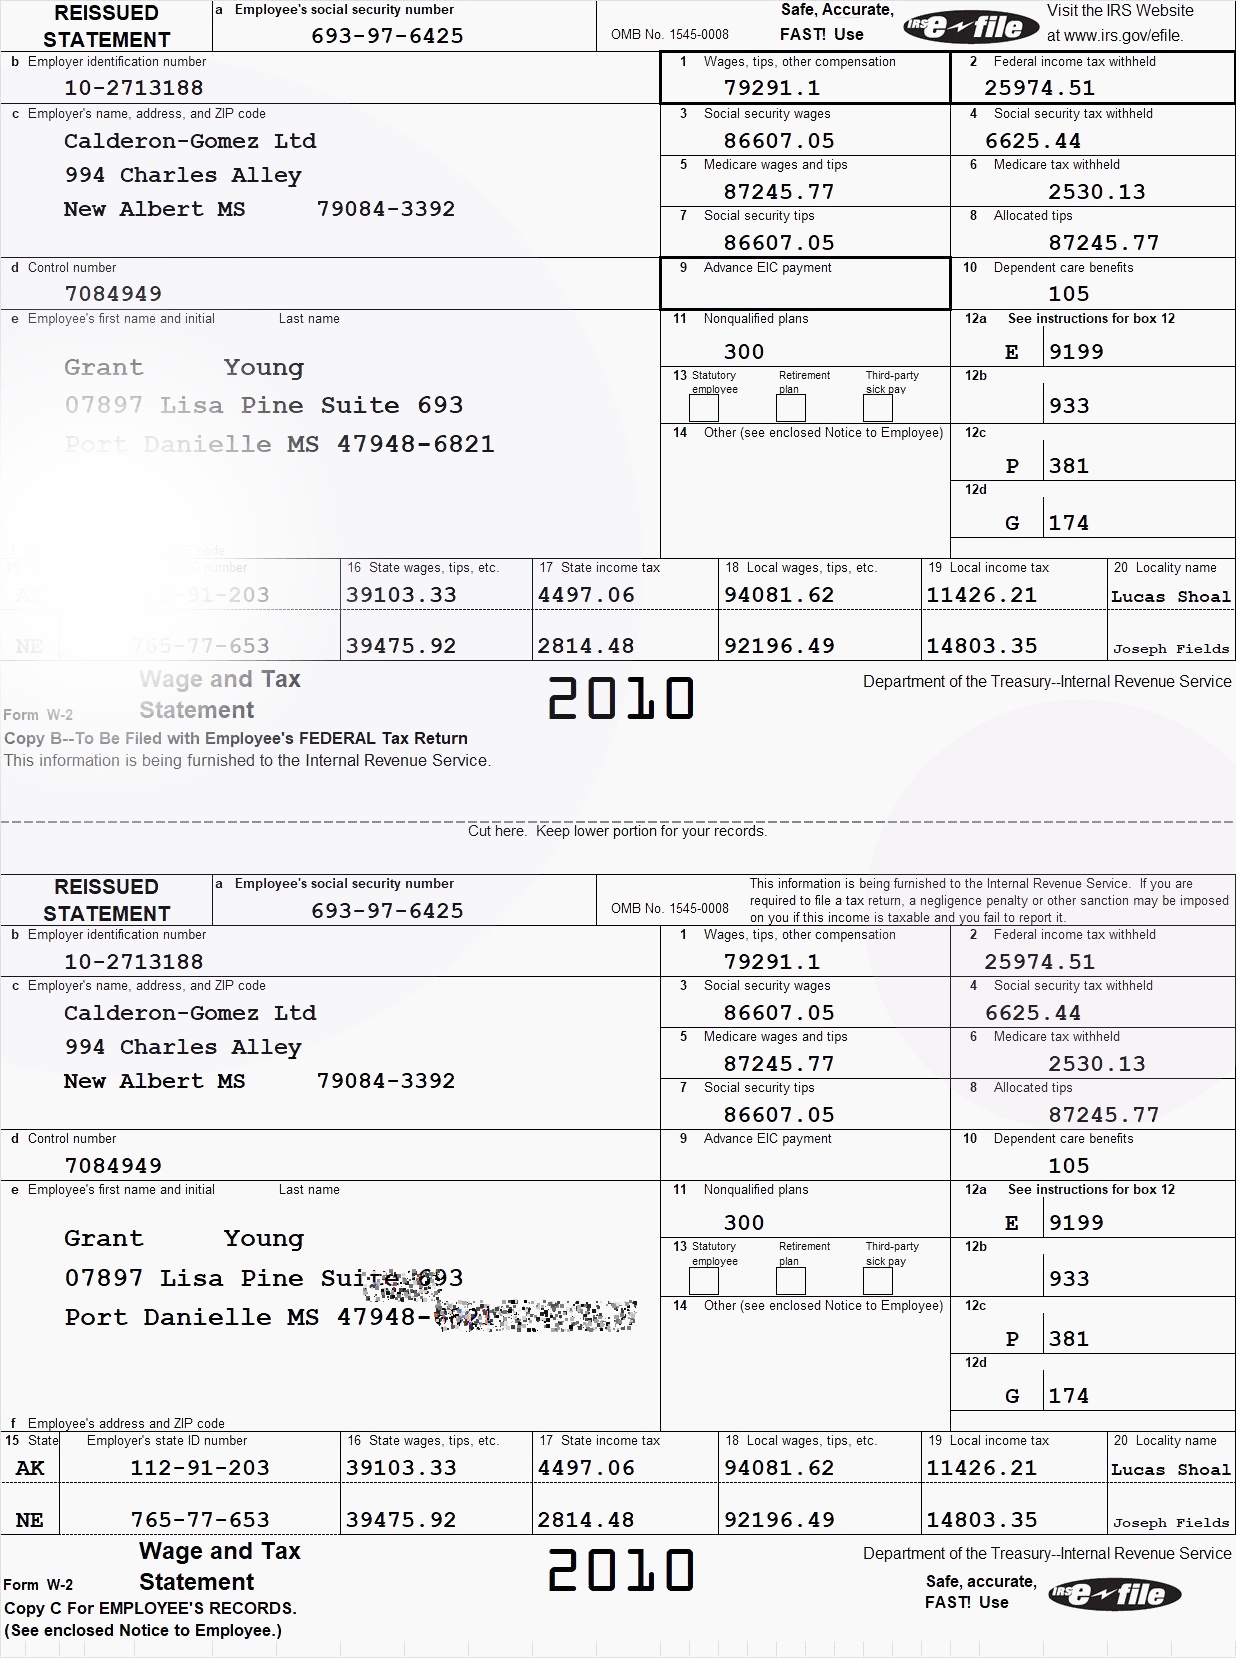 REISSUED STATEMENT
a Employee's social security number
693-97-6425
OMB No. 1545-0008
Safe, Accurate, FAST! Use
IRS e-file
Visit the IRS Website at www.irs.gov/efile.
b Employer identification number
10-2713188
1 Wages, tips, other compensation
79291.1
2 Federal income tax withheld
25974.51
c Employer's name, address, and ZIP code
Calderon-Gomez Ltd
994 Charles Alley
New Albert MS 79084-3392
3 Social security wages
86607.05
4 Social security tax withheld
6625.44
5 Medicare wages and tips
87245.77
6 Medicare tax withheld
2530.13
7 Social security tips
86607.05
8 Allocated tips
87245.77
d Control number
7084949
9 Advance EIC payment
10 Dependent care benefits
105
e Employee's first name and initial Last name
Grant Young
07897 Lisa Pine Suite 693
Port Danielle MS 47948-6821
11 Nonqualified plans
300
12a See instructions for box 12
E 9199
13 Statutory employee Retirement plan Third-party sick pay
12b
933
14 Other (see enclosed Notice to Employee)
12c
P 381
12d
G 174
code
number 16 State wages, tips, etc. 17 State income tax 18 Local wages, tips, etc. 19 Local income tax 20 Locality name
-91-203 39103.33 4497.06 94081.62 11426.21 Lucas Shoal
NE 765-77-653 39475.92 2814.48 92196.49 14803.35 Joseph Fields
Form W-2 Wage and Tax Statement
2010
Department of the Treasury--Internal Revenue Service
Copy B--To Be Filed with Employee's FEDERAL Tax Return
This information is being furnished to the Internal Revenue Service.
Cut here. Keep lower portion for your records.
REISSUED STATEMENT
a Employee's social security number
693-97-6425
OMB No. 1545-0008
This information is being furnished to the Internal Revenue Service. If you are
required to file a tax return, a negligence penalty or other sanction may be imposed
on you if this income is taxable and you fail to report it.
b Employer identification number
10-2713188
1 Wages, tips, other compensation
79291.1
2 Federal income tax withheld
25974.51
c Employer's name, address, and ZIP code
Calderon-Gomez Ltd
994 Charles Alley
New Albert MS 79084-3392
3 Social security wages
86607.05
4 Social security tax withheld
6625.44
5 Medicare wages and tips
87245.77
6 Medicare tax withheld
2530.13
7 Social security tips
86607.05
8 Allocated tips
87245.77
d Control number
7084949
9 Advance EIC payment
10 Dependent care benefits
105
e Employee's first name and initial Last name
Grant Young
07897 Lisa Pine Suite 693
Port Danielle MS 47948-
11 Nonqualified plans
300
12a See instructions for box 12
E 9199
13 Statutory employee Retirement plan Third-party sick pay
12b
933
14 Other (see enclosed Notice to Employee)
12c
P 381
12d
G 174
f Employee's address and ZIP code
15 State Employer's state ID number 16 State wages, tips, etc. 17 State income tax 18 Local wages, tips, etc. 19 Local income tax 20 Locality name
AK 112-91-203 39103.33 4497.06 94081.62 11426.21 Lucas Shoal
NE 765-77-653 39475.92 2814.48 92196.49 14803.35 Joseph Fields
Form W-2 Wage and Tax Statement
2010
Department of the Treasury--Internal Revenue Service
Safe, accurate, FAST! Use
IRS e-file
Copy C For EMPLOYEE'S RECORDS.
(See enclosed Notice to Employee.)